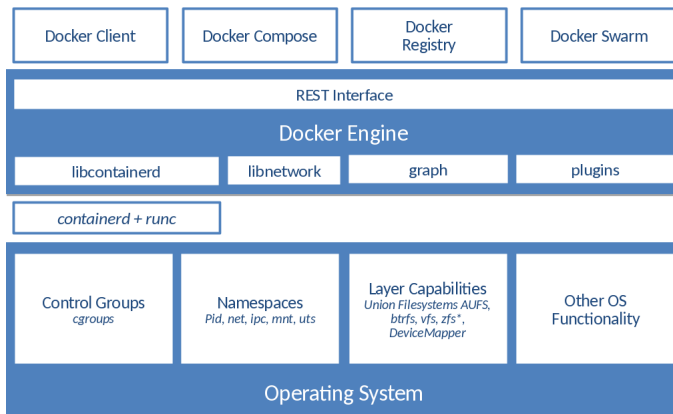 Docker Client
Docker Compose
Docker
Registry
Docker Swarm
REST Interface
Docker Engine
libcontainerd
libnetwork
graph
plugins
containerd + runc
Control Groups
cgroups
Namespaces
Pid, net, ipc, mnt, uts
Layer Capabilities
Union Filesystems AUFS,
btrfs, vfs, zfs*,
DeviceMapper
Other OS
Functionality
Operating System